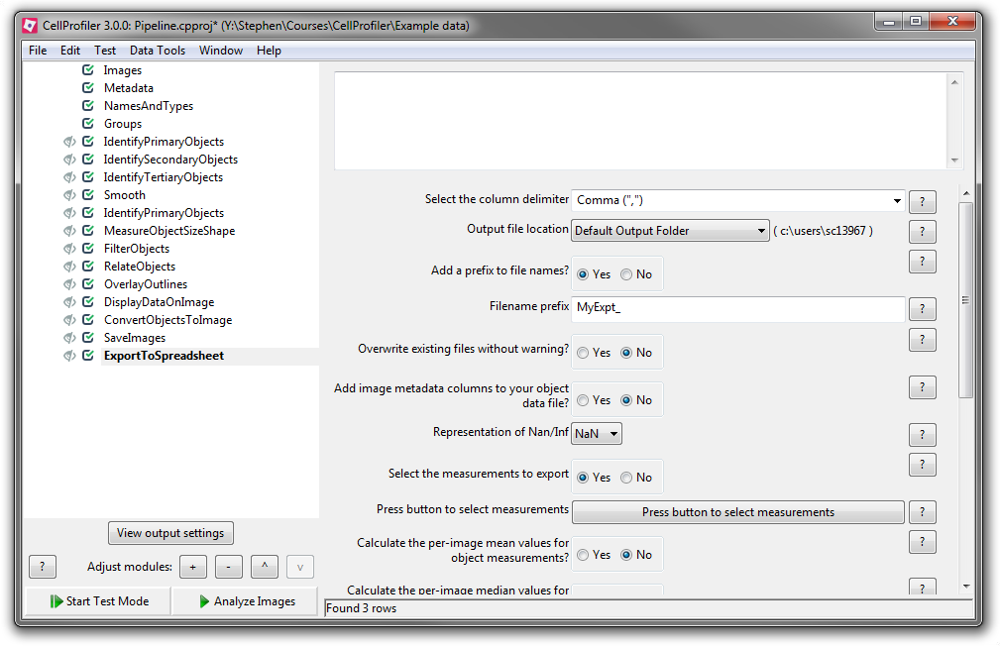 CellProfiler 3.0.0: Pipeline.cpproj* (Y:\Stephen\Courses\CellProfiler\Example data)
File Edit Test Data Tools Window Help
Images
Metadata
NamesAndTypes
Groups
IdentifyPrimaryObjects
IdentifySecondaryObjects
IdentifyTertiaryObjects
Smooth
IdentifyPrimaryObjects
MeasureObjectSizeShape
FilterObjects
RelateObjects
OverlayOutlines
DisplayDataOnImage
ConvertObjectsToImage
SaveImages
ExportToSpreadsheet
View output settings
? Adjust modules: + - ^ v
Start Test Mode Analyze Images
Select the column delimiter Comma (",") ?
Output file location Default Output Folder ( c:\users\sc13967 ) ?
Add a prefix to file names? Yes No ?
Filename prefix MyExpt_ ?
Overwrite existing files without warning? Yes No ?
Add image metadata columns to your object
data file? Yes No ?
Representation of Nan/Inf NaN ?
Select the measurements to export Yes No ?
Press button to select measurements Press button to select measurements ?
Calculate the per-image mean values for
object measurements? Yes No ?
Calculate the per-image median values for ?
Found 3 rows